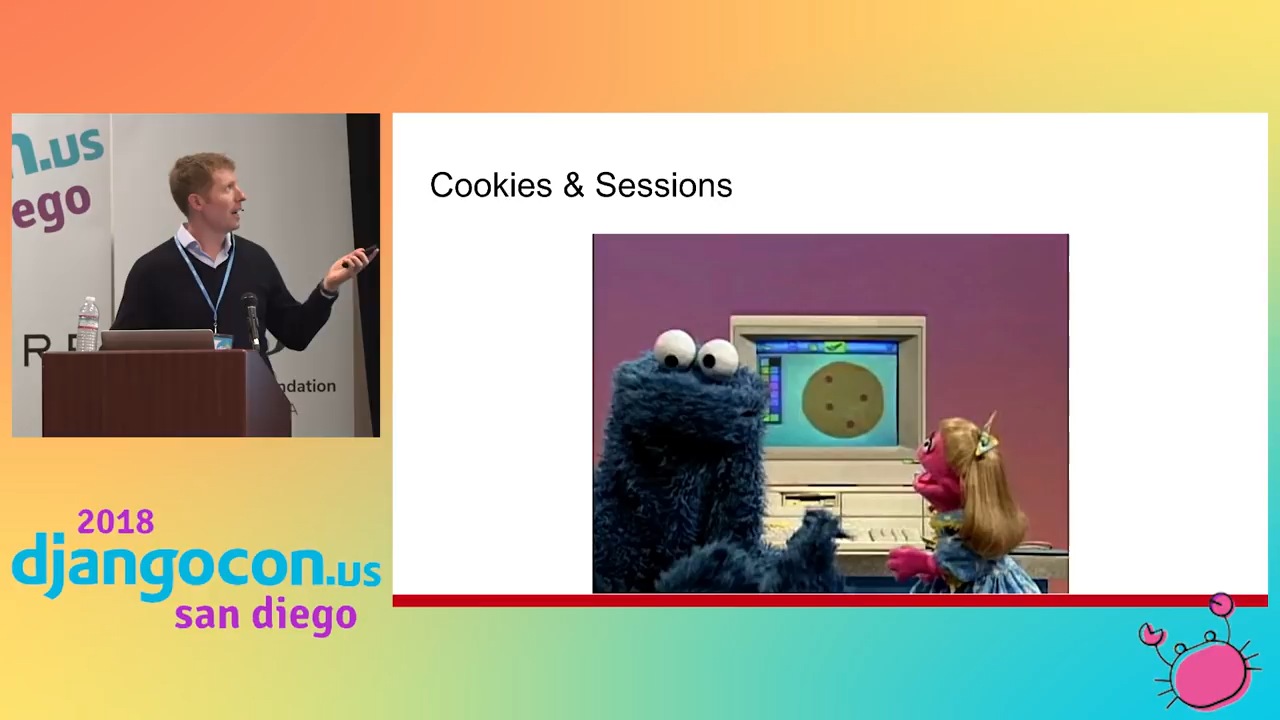 n.us
ego
R
ndation
A
Cookies & Sessions
2018
djangocon.us
san diego